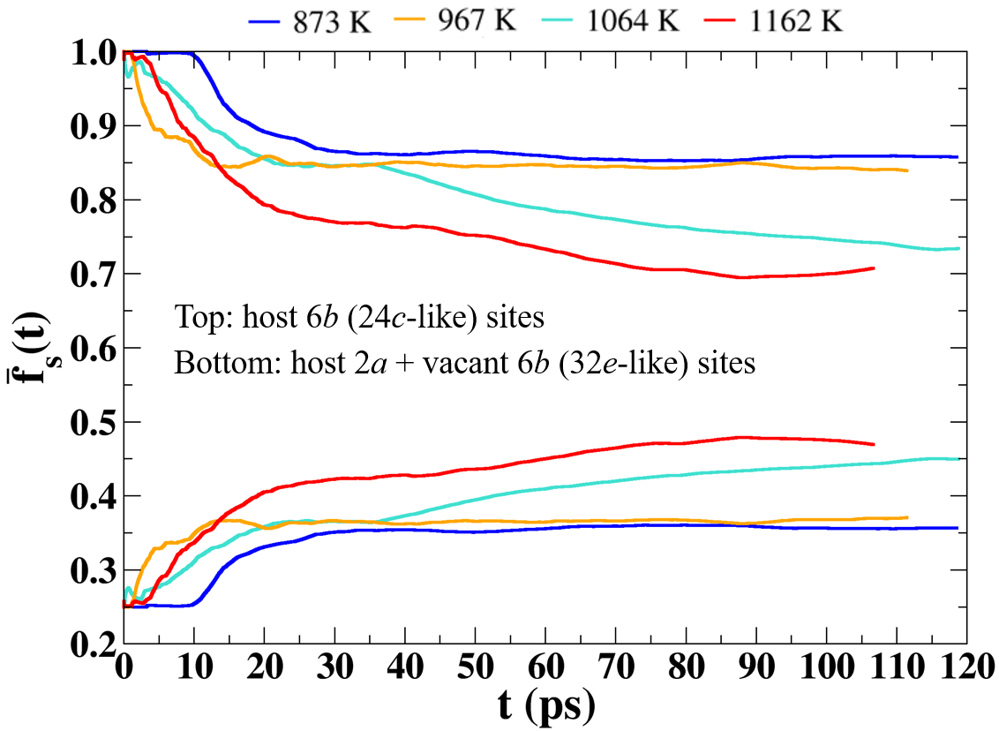 873 K 967 K 1064 K 1162 K
1.0
0.9
0.8
0.7
Top: host 6b (24c-like) sites
0.6
Bottom: host 2a + vacant 6b (32e-like) sites
f̄s(t)
0.5
0.4
0.3
0.2
0 10 20 30 40 50 60 70 80 90 100 110 120
t (ps)